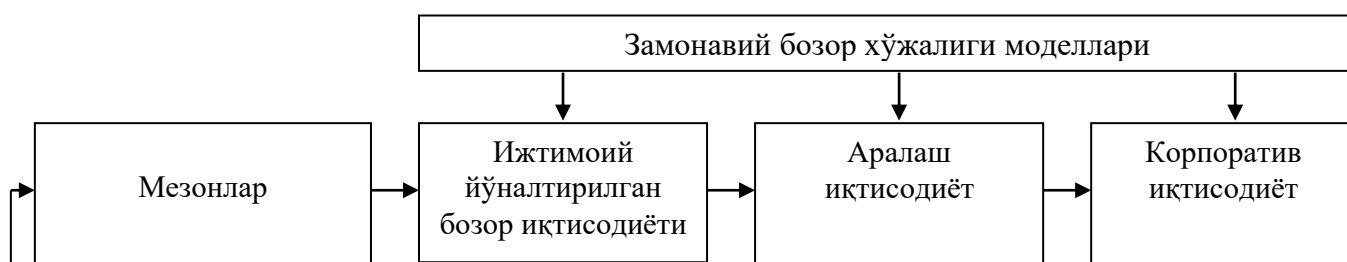 Замонавий бозор хўжалиги моделлари
Мезонлар
Ижтимоий
йўналтирилган
бозор иқтисодиёти
Аралаш
иқтисодиёт
Корпоратив
иқтисодиёт